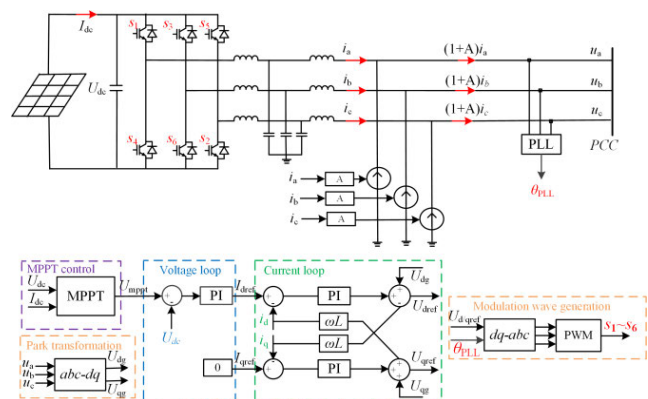 I_dc
s_1 s_3 s_5
U_dc
s_4 s_6 s_2
i_a (1+A)i_a u_a
i_b (1+A)i_b u_b
i_c (1+A)i_c u_c
PLL
PCC
θ_PLL
i_a A
i_b A
i_c A
MPPT control
U_dc
I_dc
MPPT
U_mppt
Voltage loop
-
PI
U_dc
I_dref
0
I_qref
Current loop
PI
i_d
ωL
i_q
ωL
PI
U_dg
U_dref
U_qref
U_qg
Park transformation
u_a
u_b
u_c
abc-dq
U_dg
U_qg
Modulation wave generation
U_dqref
θ_PLL
dq-abc
PWM
s_1~s_6